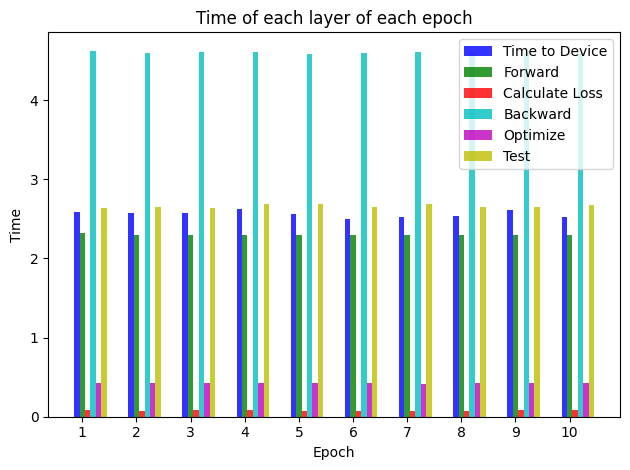 Time of each layer of each epoch
Time to Device
Forward
Calculate Loss
Backward
Optimize
Test
Time
4
3
2
1
0
1 2 3 4 5 6 7 8 9 10
Epoch